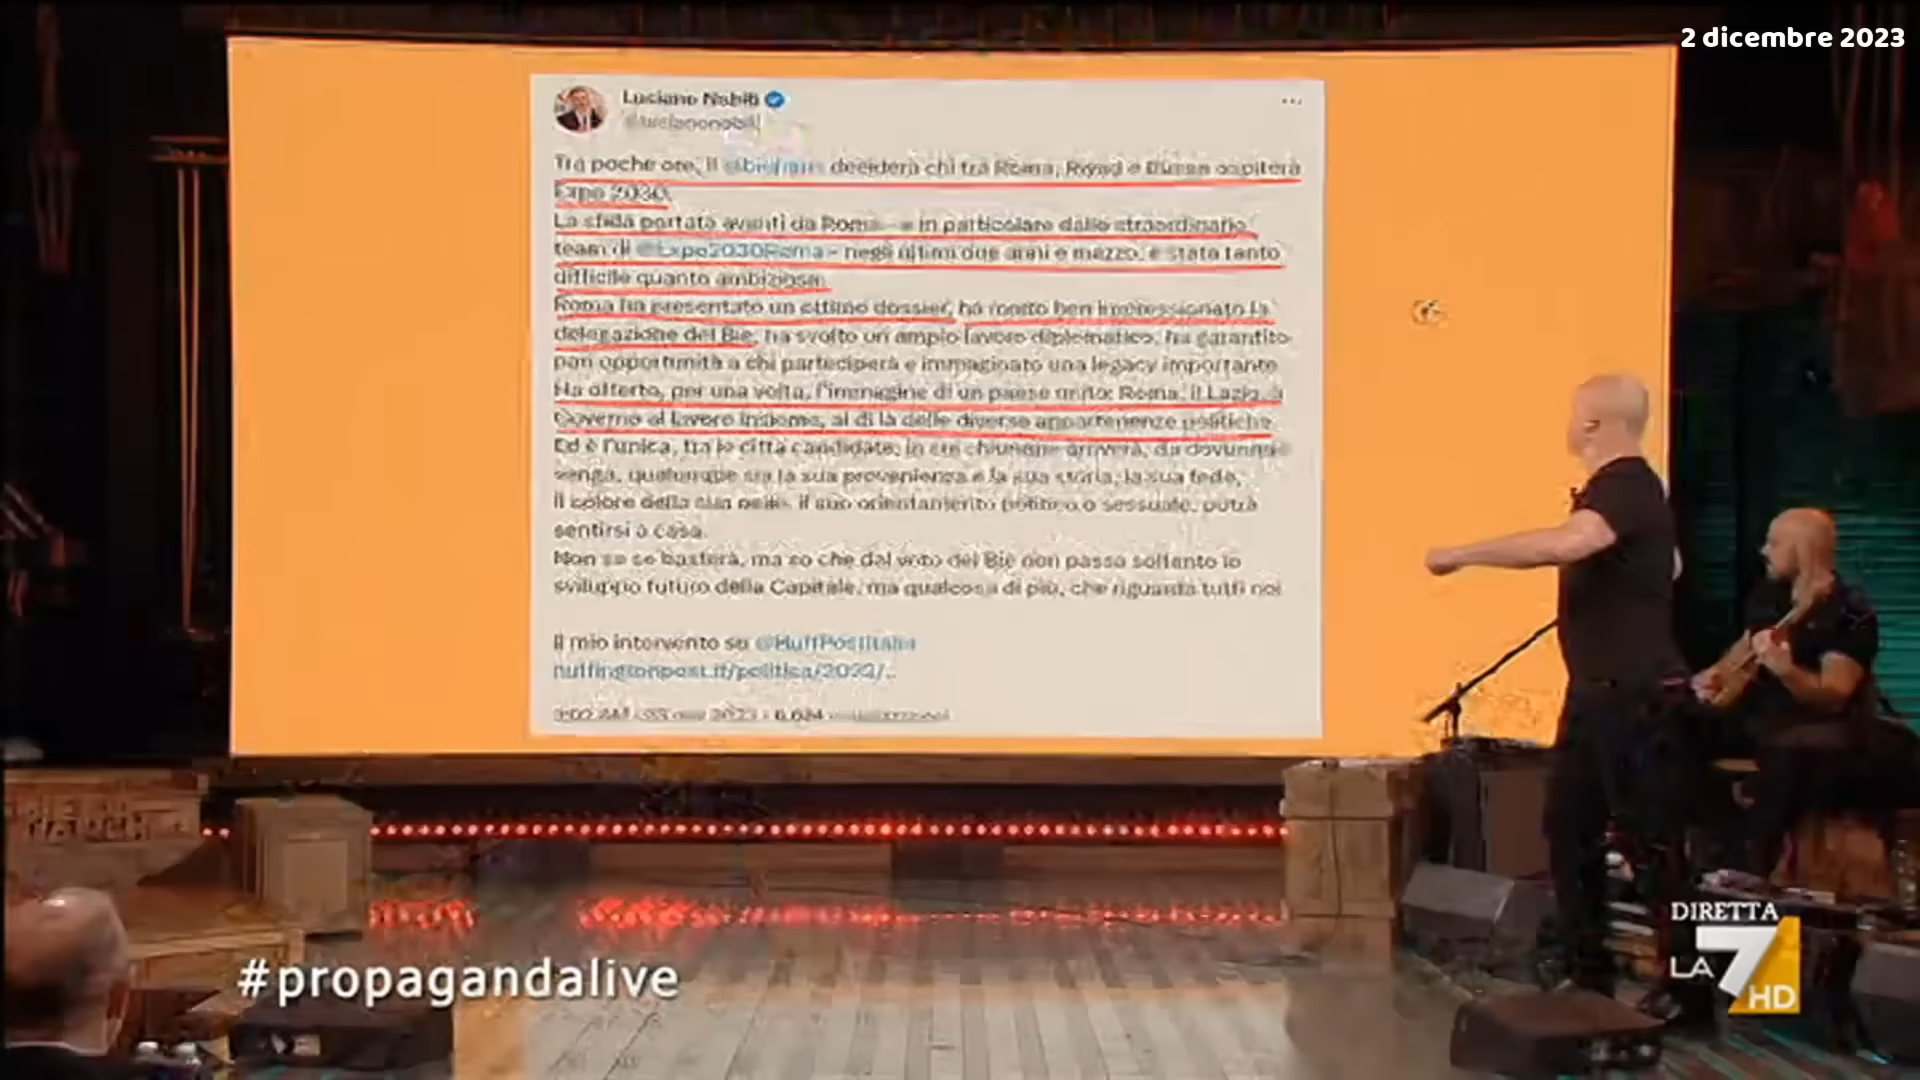 2 dicembre 2023
Luciano Nobili
@lucianonobili
Tra poche ore, il deciderà chi tra Roma, Riyad e Busan ospiterà
Expo 2030.
La sfida portata avanti da Roma - e in particolare dallo straordinario
team di @Expo2030Roma - negli ultimi due anni e mezzo, è stata tanto
difficile quanto ambiziosa.
Roma ha presentato un ottimo dossier, ha molto ben impressionato la
delegazione del Bie, ha svolto un ampio lavoro diplomatico, ha garantito
pari opportunità a chi parteciperà e immaginato una legacy importante
Ha offerto, per una volta, l'immagine di un paese unito: Roma, il Lazio, il
Governo al lavoro insieme, al di là delle diverse appartenenze politiche
Ed è l'unica, tra le città candidate, in cui chiunque arriverà, da dovunque
venga, qualunque sia la sua provenienza e la sua storia, la sua fede,
il colore della sua pelle, il suo orientamento politico o sessuale, potrà
sentirsi a casa.
Non so se basterà, ma so che dal voto del Bie non passa soltanto lo
sviluppo futuro della Capitale, ma qualcosa di più, che riguarda tutti noi
Il mio intervento su @HuffPostItalia
huffingtonpost.it/politica/2023/...
#propagandalive
DIRETTA
LA7
HD